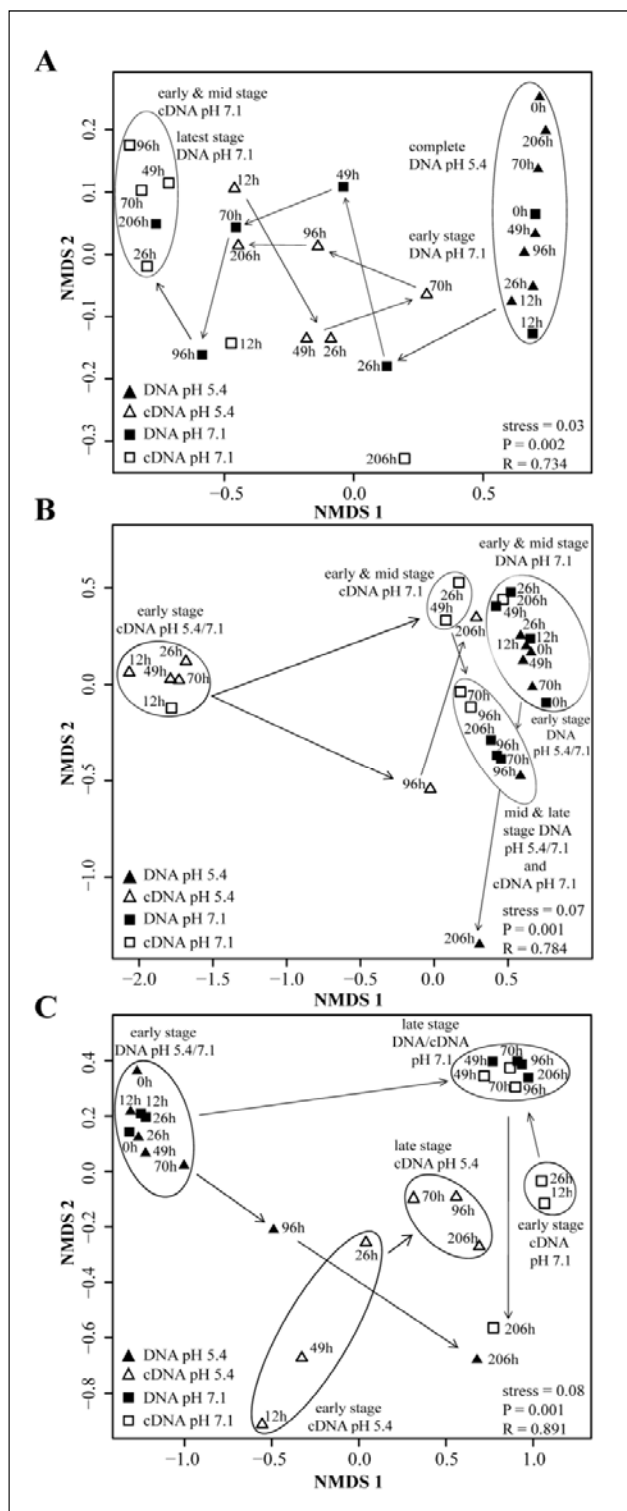 A
early & mid stage
cDNA pH 7.1
latest stage
DNA pH 7.1
complete
DNA pH 5.4
early stage
DNA pH 7.1
96h
49h
70h
206h
26h
12h
70h
206h
49h
96h
70h
0h
206h
70h
0h
49h
96h
26h
12h
12h
96h
12h
49h
26h
26h
206h
DNA pH 5.4
cDNA pH 5.4
DNA pH 7.1
cDNA pH 7.1
stress = 0.03
P = 0.002
R = 0.734
NMDS 2
0.2
0.1
0.0
−0.1
−0.2
−0.3
−0.5
0.0
0.5
NMDS 1
B
early & mid stage
DNA pH 7.1
early & mid stage
cDNA pH 7.1
early stage
cDNA pH 5.4/7.1
12h
26h
49h
70h
12h
26h
49h
206h
26h
206h
49h
26h
12h
12h
0h
49h
70h
0h
early stage
DNA
pH 5.4/7.1
70h
96h
206h
96h
70h
96h
96h
mid & late
stage DNA
pH 5.4/7.1
and
cDNA pH 7.1
206h
DNA pH 5.4
cDNA pH 5.4
DNA pH 7.1
cDNA pH 7.1
stress = 0.07
P = 0.001
R = 0.784
NMDS 2
0.5
0.0
−0.5
−1.0
−2.0
−1.5
−1.0
−0.5
0.0
0.5
NMDS 1
C
early stage
DNA pH 5.4/7.1
late stage
DNA/cDNA
pH 7.1
0h
12h
12h
26h
0h
26h
49h
70h
49h
70h
96h
49h
206h
70h
96h
late stage
cDNA pH 5.4
70h
96h
206h
26h
12h
early stage
cDNA
pH 7.1
96h
26h
49h
12h
early stage
cDNA pH 5.4
206h
206h
DNA pH 5.4
cDNA pH 5.4
DNA pH 7.1
cDNA pH 7.1
stress = 0.08
P = 0.001
R = 0.891
NMDS 2
0.4
0.2
0.0
−0.2
−0.4
−0.6
−0.8
−1.0
−0.5
0.0
0.5
1.0
NMDS 1